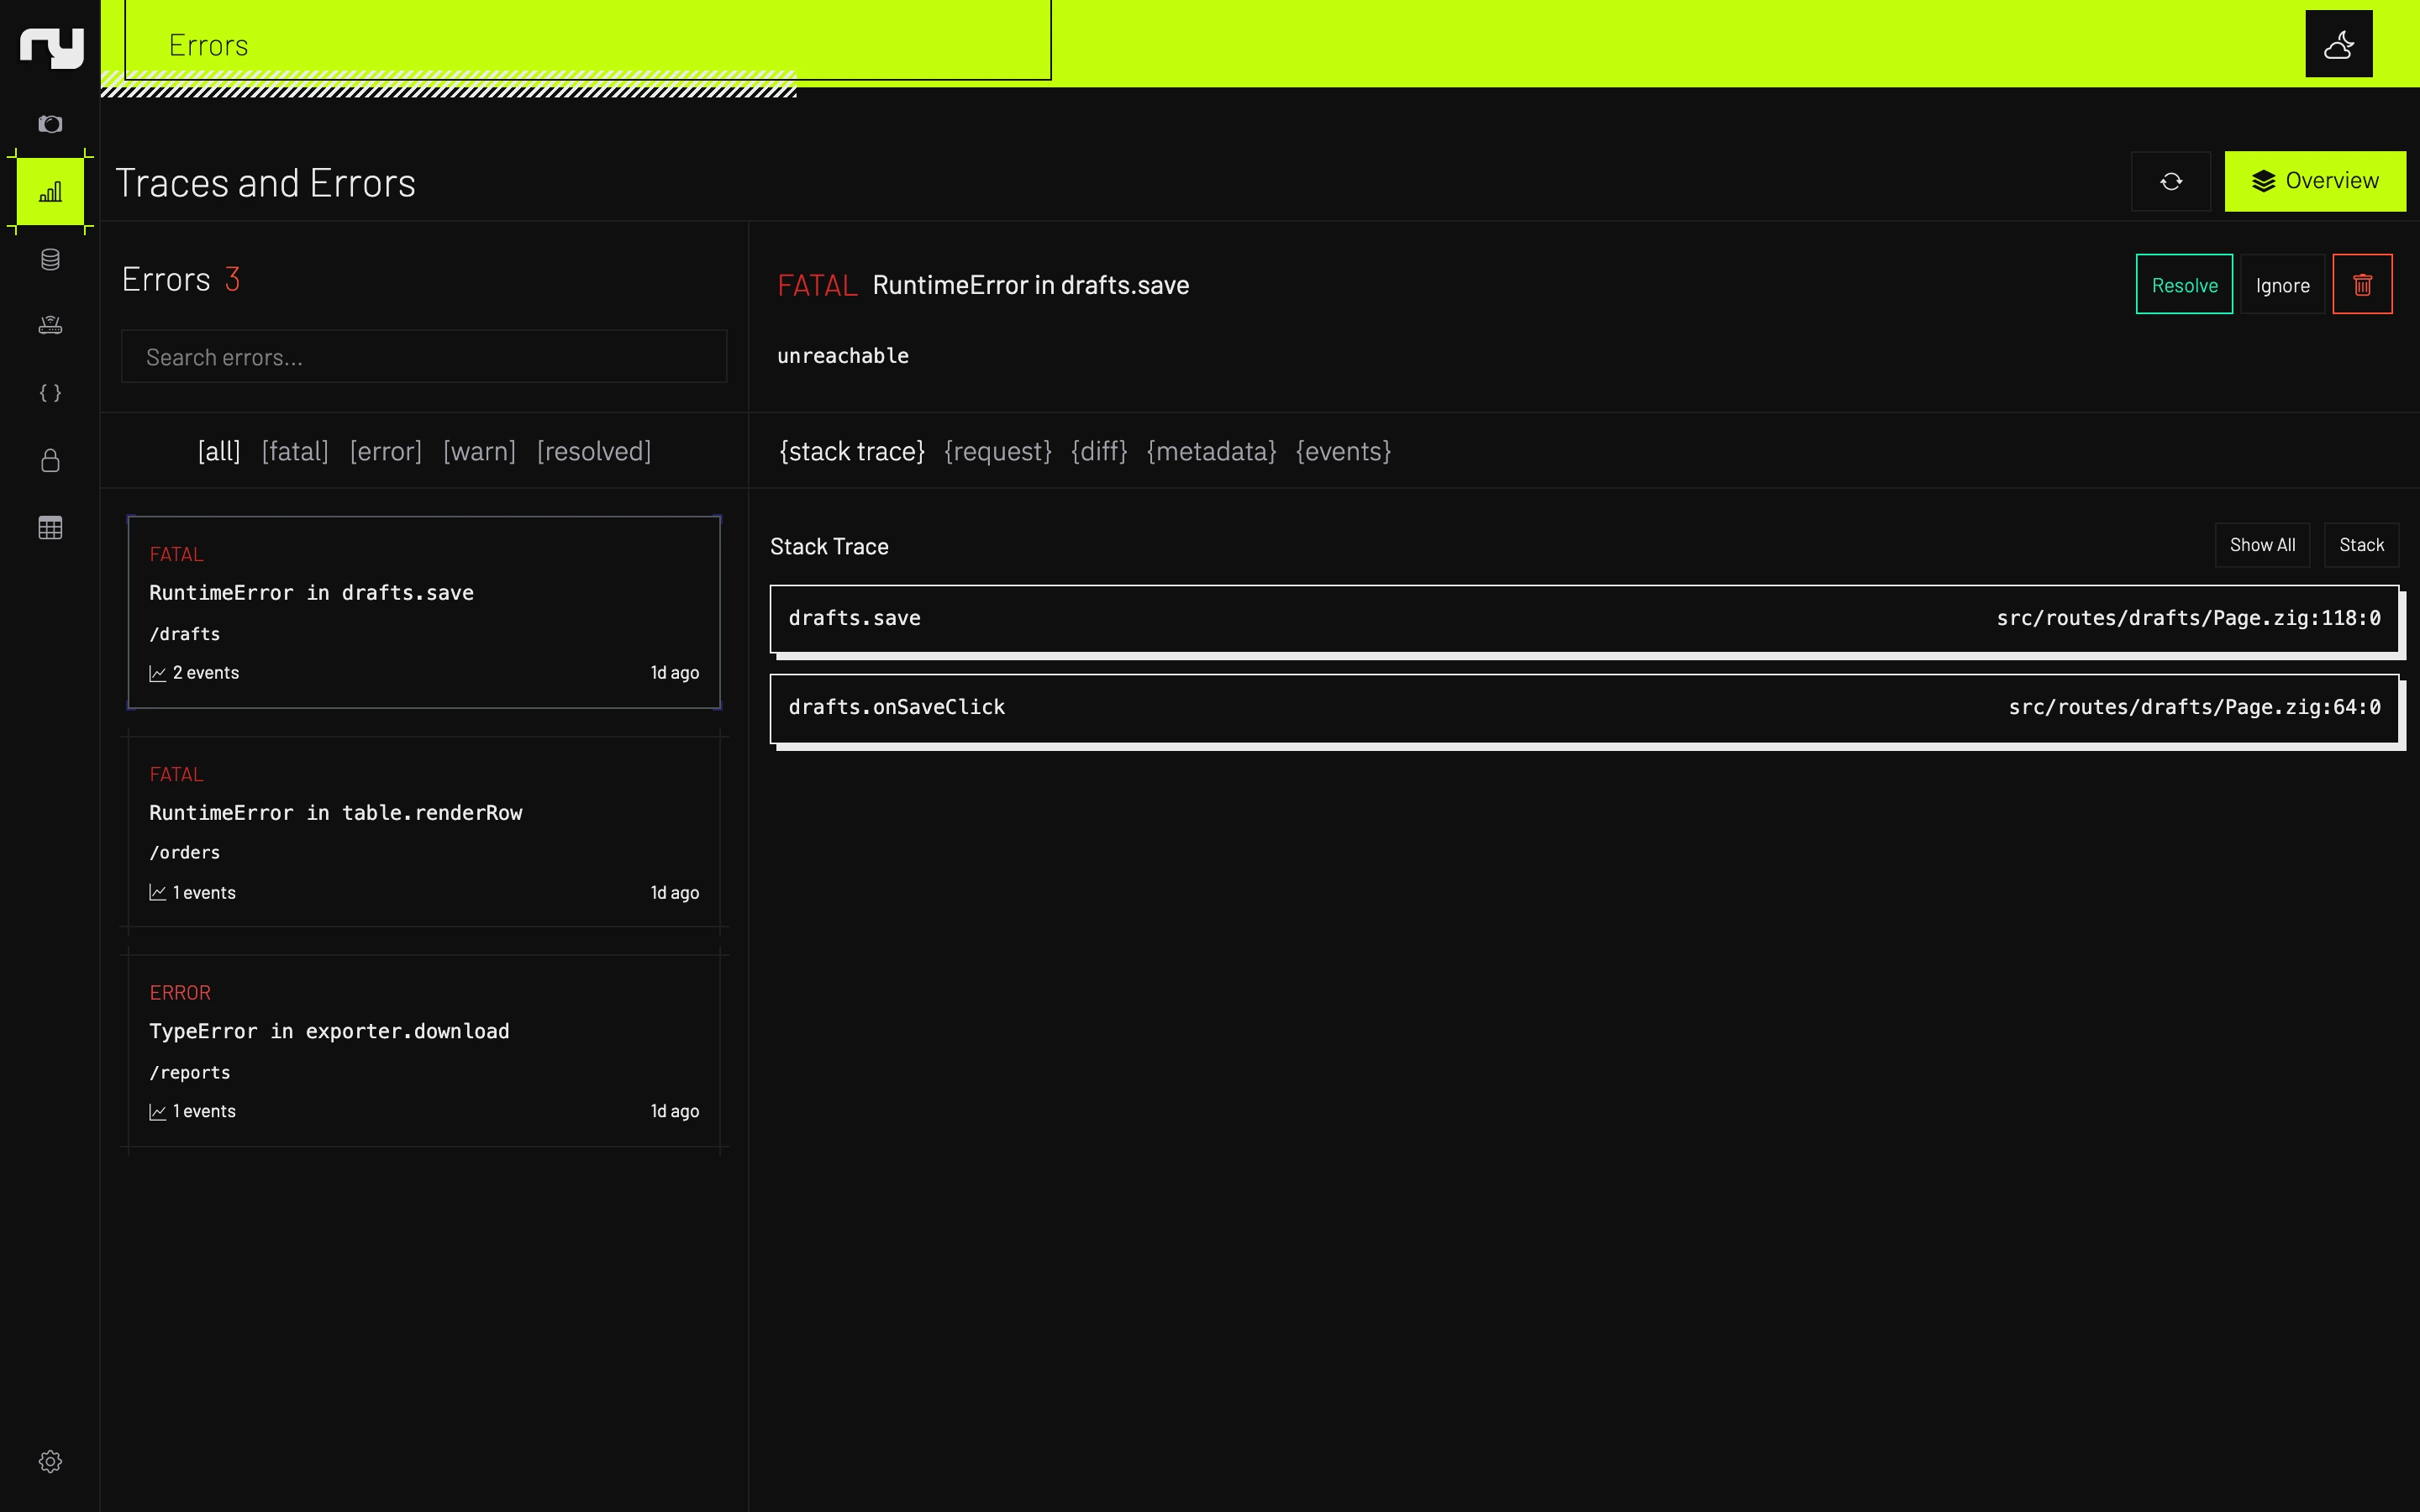 ry
Errors
Traces and Errors
Overview
Errors 3
Search errors...
[all] [fatal] [error] [warn] [resolved]
FATAL
RuntimeError in drafts.save
/drafts
2 events 1d ago
FATAL
RuntimeError in table.renderRow
/orders
1 events 1d ago
ERROR
TypeError in exporter.download
/reports
1 events 1d ago
FATAL RuntimeError in drafts.save
Resolve Ignore
unreachable
{stack trace} {request} {diff} {metadata} {events}
Stack Trace
Show All Stack
drafts.save src/routes/drafts/Page.zig:118:0
drafts.onSaveClick src/routes/drafts/Page.zig:64:0